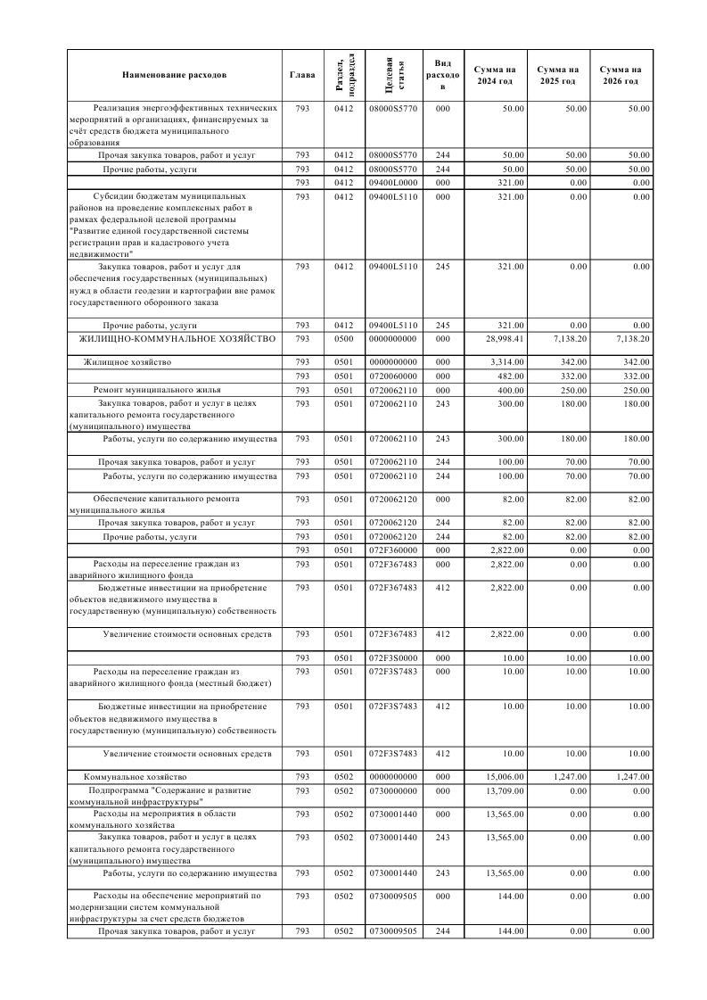 Наименование расходов Глава Раздел, подраздел Целевая статья Вид расходо в Сумма на 2024 год Сумма на 2025 год Сумма на 2026 год
Реализация энергоэффективных технических 793 0412 08000S5770 000 50.00 50.00 50.00
мероприятий в организациях, финансируемых за
счёт средств бюджета муниципального
образования
Прочая закупка товаров, работ и услуг 793 0412 08000S5770 244 50.00 50.00 50.00
Прочие работы, услуги 793 0412 08000S5770 244 50.00 50.00 50.00
793 0412 09400L0000 000 321.00 0.00 0.00
Субсидии бюджетам муниципальных 793 0412 09400L5110 000 321.00 0.00 0.00
районов на проведение комплексных работ в
рамках федеральной целевой программы
"Развитие единой государственной системы
регистрации прав и кадастрового учета
недвижимости"
Закупка товаров, работ и услуг для 793 0412 09400L5110 245 321.00 0.00 0.00
обеспечения государственных (муниципальных)
нужд в области геодезии и картографии вне рамок
государственного оборонного заказа
Прочие работы, услуги 793 0412 09400L5110 245 321.00 0.00 0.00
ЖИЛИЩНО-КОММУНАЛЬНОЕ ХОЗЯЙСТВО 793 0500 0000000000 000 28,998.41 7,138.20 7,138.20
Жилищное хозяйство 793 0501 0000000000 000 3,314.00 342.00 342.00
793 0501 0720060000 000 482.00 332.00 332.00
Ремонт муниципального жилья 793 0501 0720062110 000 400.00 250.00 250.00
Закупка товаров, работ и услуг в целях 793 0501 0720062110 243 300.00 180.00 180.00
капитального ремонта государственного
(муниципального) имущества
Работы, услуги по содержанию имущества 793 0501 0720062110 243 300.00 180.00 180.00
Прочая закупка товаров, работ и услуг 793 0501 0720062110 244 100.00 70.00 70.00
Работы, услуги по содержанию имущества 793 0501 0720062110 244 100.00 70.00 70.00
Обеспечение капитального ремонта 793 0501 0720062120 000 82.00 82.00 82.00
муниципального жилья
Прочая закупка товаров, работ и услуг 793 0501 0720062120 244 82.00 82.00 82.00
Прочие работы, услуги 793 0501 0720062120 244 82.00 82.00 82.00
793 0501 072F360000 000 2,822.00 0.00 0.00
Расходы на переселение граждан из 793 0501 072F367483 000 2,822.00 0.00 0.00
аварийного жилищного фонда
Бюджетные инвестиции на приобретение 793 0501 072F367483 412 2,822.00 0.00 0.00
объектов недвижимого имущества в
государственную (муниципальную) собственность
Увеличение стоимости основных средств 793 0501 072F367483 412 2,822.00 0.00 0.00
793 0501 072F3S0000 000 10.00 10.00 10.00
Расходы на переселение граждан из 793 0501 072F3S7483 000 10.00 10.00 10.00
аварийного жилищного фонда (местный бюджет)
Бюджетные инвестиции на приобретение 793 0501 072F3S7483 412 10.00 10.00 10.00
объектов недвижимого имущества в
государственную (муниципальную) собственность
Увеличение стоимости основных средств 793 0501 072F3S7483 412 10.00 10.00 10.00
Коммунальное хозяйство 793 0502 0000000000 000 15,006.00 1,247.00 1,247.00
Подпрограмма "Содержание и развитие 793 0502 0730000000 000 13,709.00 0.00 0.00
коммунальной инфраструктуры"
Расходы на мероприятия в области 793 0502 0730001440 000 13,565.00 0.00 0.00
коммунального хозяйства
Закупка товаров, работ и услуг в целях 793 0502 0730001440 243 13,565.00 0.00 0.00
капитального ремонта государственного
(муниципального) имущества
Работы, услуги по содержанию имущества 793 0502 0730001440 243 13,565.00 0.00 0.00
Расходы на обеспечение мероприятий по 793 0502 0730009505 000 144.00 0.00 0.00
модернизации систем коммунальной
инфраструктуры за счет средств бюджетов
Прочая закупка товаров, работ и услуг 793 0502 0730009505 244 144.00 0.00 0.00